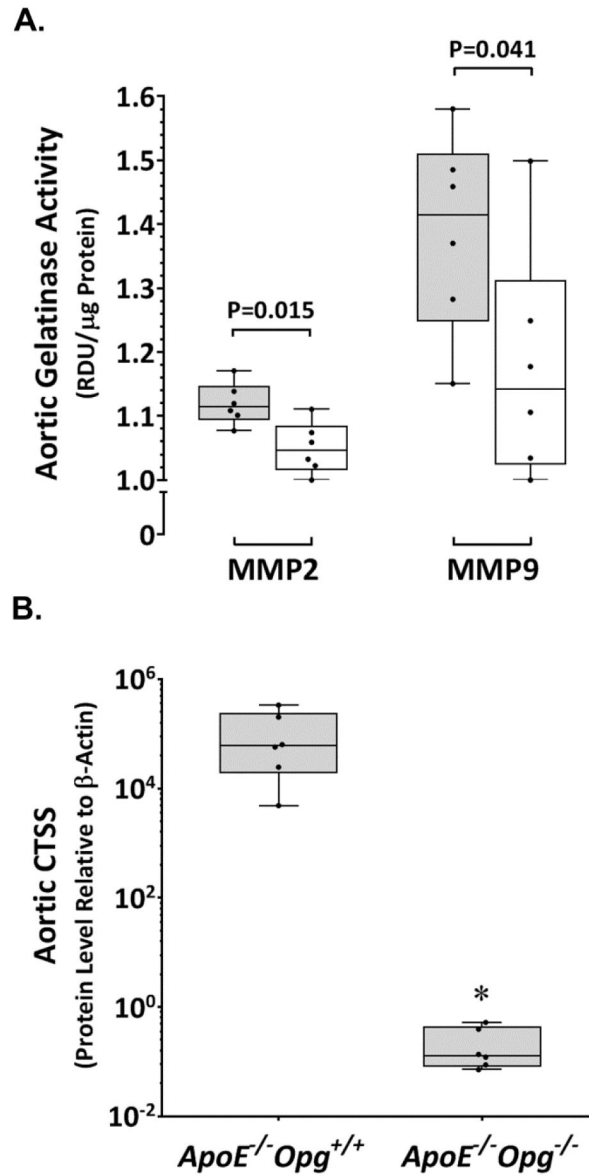 A.
P=0.041
P=0.015
Aortic Gelatinase Activity
(RDU/μg Protein)
1.6
1.5
1.4
1.3
1.2
1.1
1.0
0
MMP2 MMP9
B.
Aortic CTSS
(Protein Level Relative to β-Actin)
10⁶
10⁴
10²
10⁰
10⁻²
*
ApoE⁻/⁻Opg⁺/⁺ ApoE⁻/⁻Opg⁻/⁻